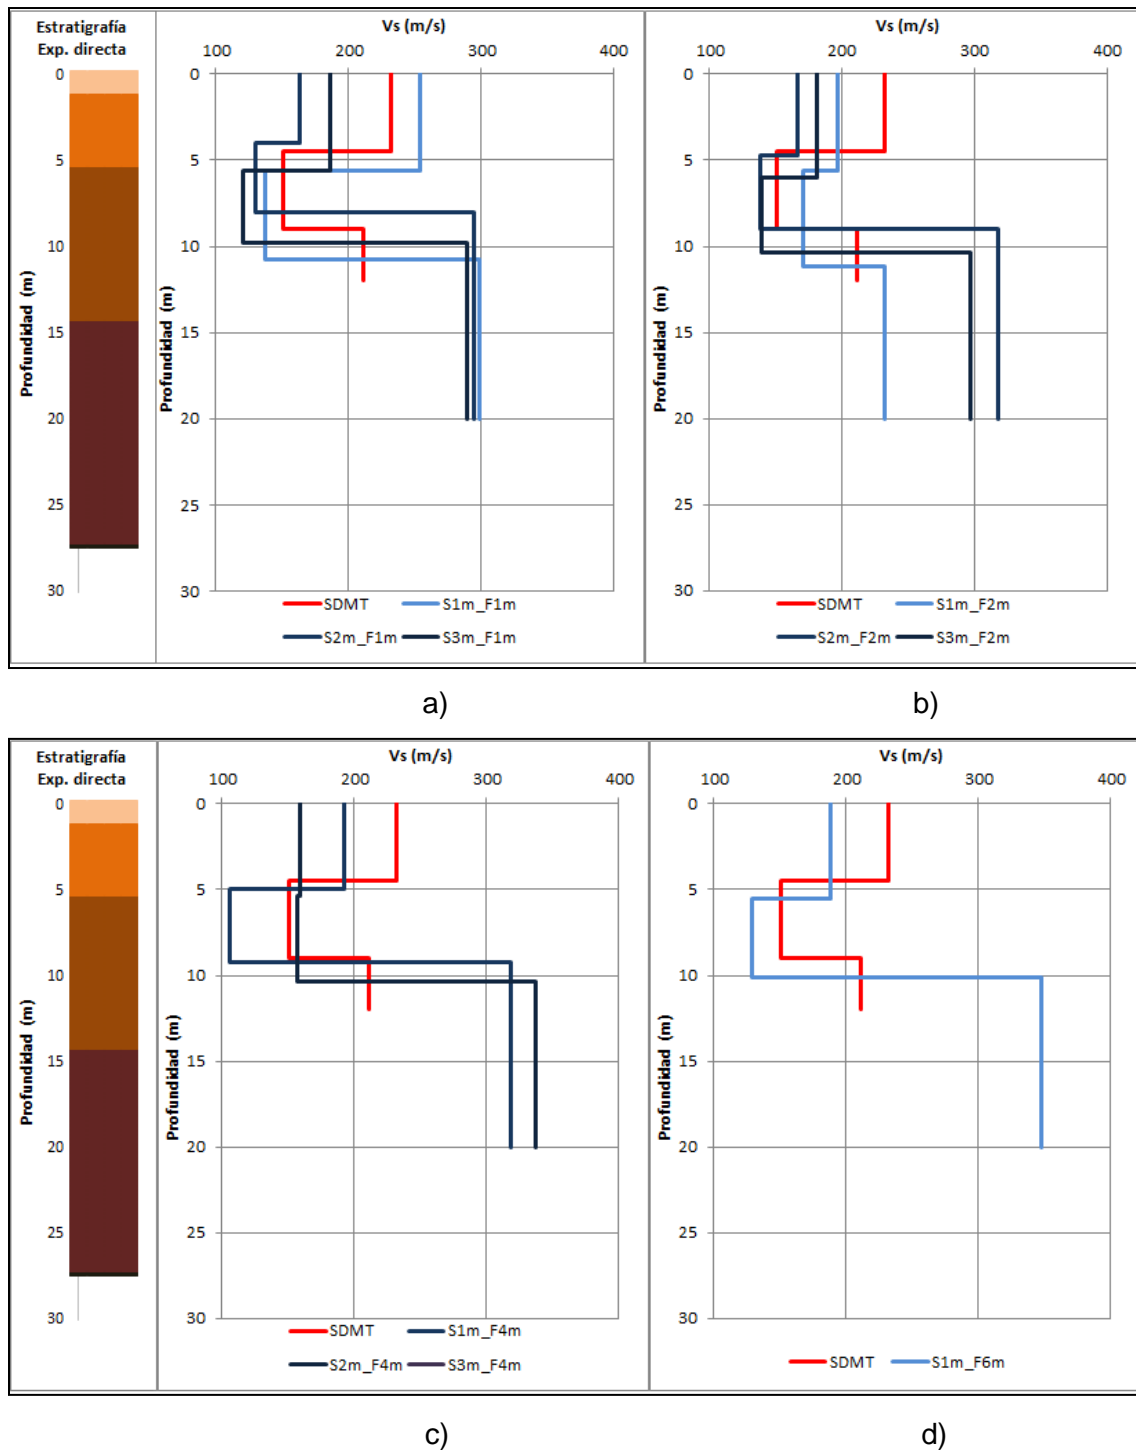 Estratigrafía
Exp. directa
Profundidad (m)
0
5
10
15
20
25
30
Vs (m/s)
100 200 300 400
Profundidad (m)
0
5
10
15
20
25
30
SDMT S1m_F1m
S2m_F1m S3m_F1m
Vs (m/s)
100 200 300 400
Profundidad (m)
0
5
10
15
20
25
30
SDMT S1m_F2m
S2m_F2m S3m_F2m
a) b)
Estratigrafía
Exp. directa
Profundidad (m)
0
5
10
15
20
25
30
Vs (m/s)
100 200 300 400
Profundidad (m)
0
5
10
15
20
25
30
SDMT S1m_F4m
S2m_F4m S3m_F4m
Vs (m/s)
100 200 300 400
Profundidad (m)
0
5
10
15
20
25
30
SDMT S1m_F6m
c) d)